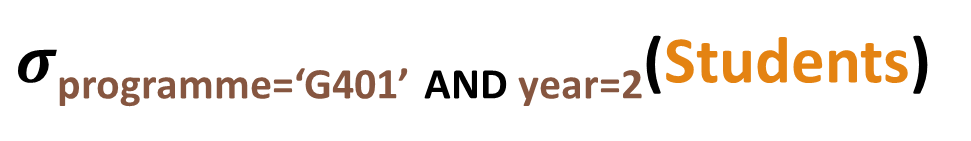 σprogramme=‘G401’ AND year=2(Students)